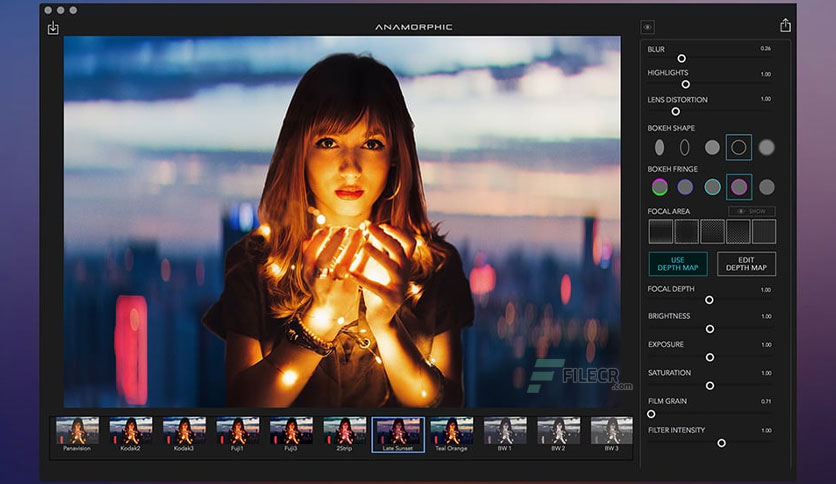 ANAMORPHIC
BLUR 0.26
HIGHLIGHTS 1.00
LENS DISTORTION 1.00
BOKEH SHAPE
BOKEH FRINGE
FOCAL AREA SHOW
USE
DEPTH MAP
EDIT
DEPTH MAP
FOCAL DEPTH 1.00
BRIGHTNESS 1.00
EXPOSURE 1.00
SATURATION 1.00
FILM GRAIN 0.71
FILTER INTENSITY 1.00
FILECR
.com
Panavision Kodak2 Kodak3 Fuji1 Fuji3 2Strip Late Sunset Teal Orange BW 1 BW 2 BW 3